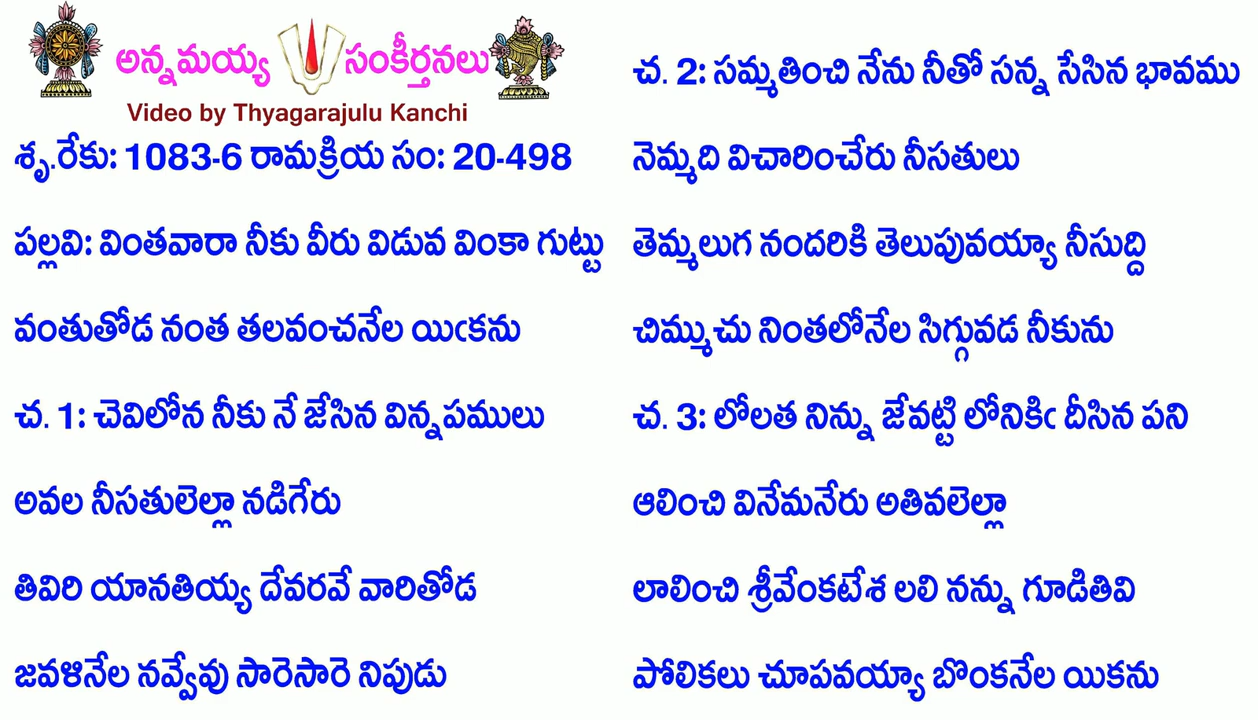 అన్నమయ్య సంకీర్తనలు
Video by Thyagarajulu Kanchi
శృ.రేకు: 1083-6 రామక్రియ సం: 20-498
పల్లవి: వింతవారా నీకు వీరు విడువ వింకా గుట్టు
వంతుతోడ నంత తలవంచనేల యిఁకను
చ. 1: చెవిలోన నీకు నే జేసిన విన్నపములు
అవల నీసతులెల్లా నడిగేరు
తివిరి యానతియ్య దేవరవే వారితోడ
జవళినేల నవ్వేవు సారెసారె నిపుడు
చ. 2: సమ్మతించి నేను నీతో సన్న సేసిన భావము
నెమ్మది విచారించేరు నీసతులు
తెమ్మలుగ నందరికి తెలుపువయ్యా నీసుద్ది
చిమ్ముచు నింతలోనేల సిగ్గువడ నీకును
చ. 3: లోలత నిన్ను జేవట్టి లోనికిఁ దీసిన పని
ఆలించి వినేమనేరు అతివలెల్లా
లాలించి శ్రీవేంకటేశ లలి నన్ను గూడితివి
పోలికలు చూపవయ్యా బొంకనేల యికను